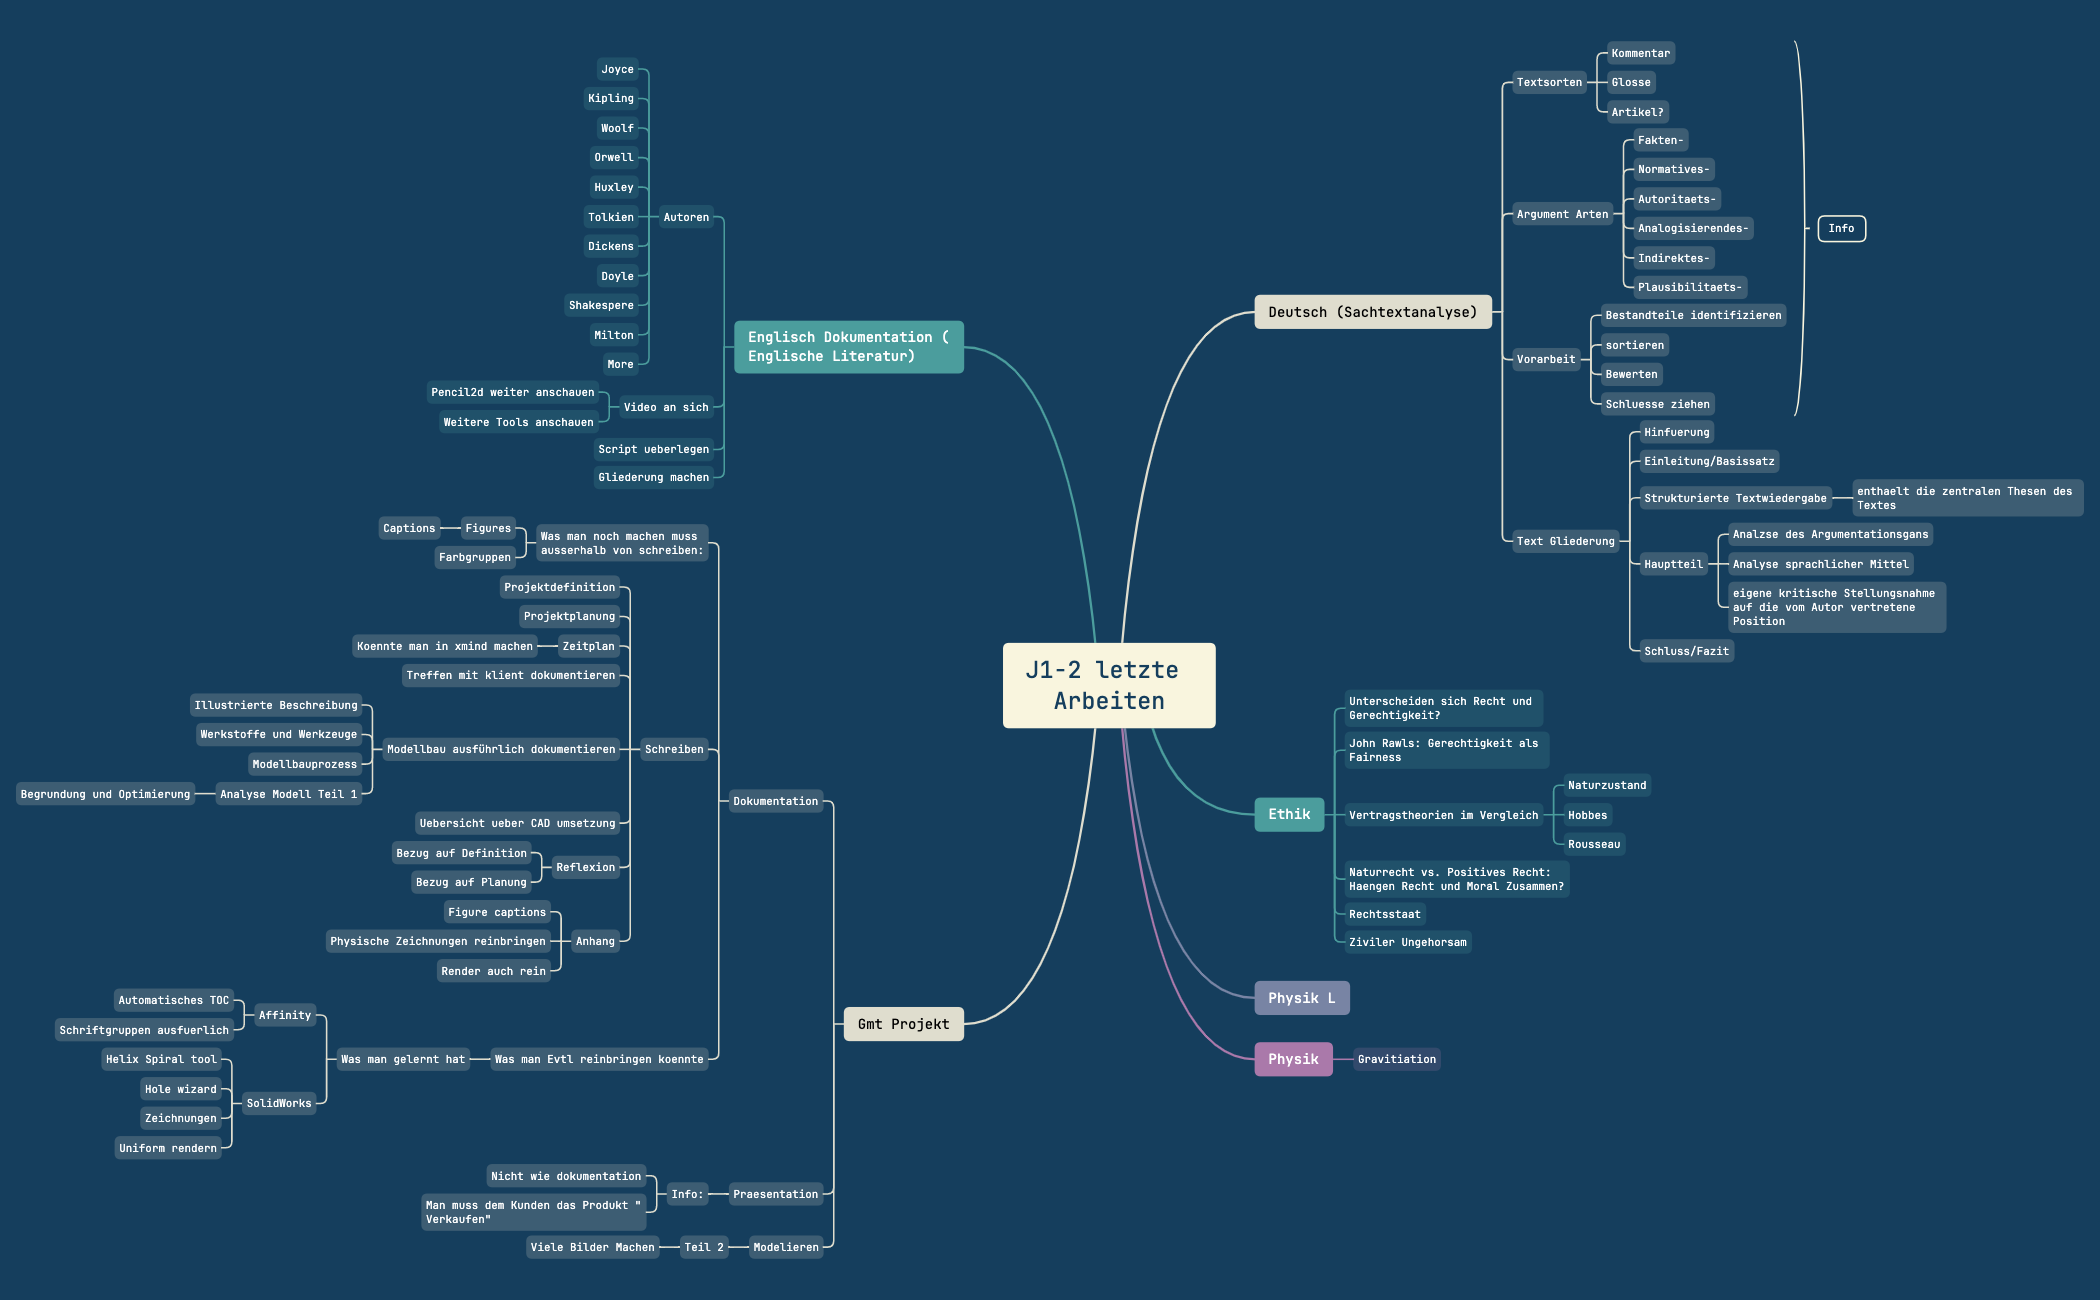 J1-2 letzte
Arbeiten
Deutsch (Sachtextanalyse)
Textsorten
Kommentar
Glosse
Artikel?
Argument Arten
Fakten-
Normatives-
Autoritaets-
Analogisierendes-
Indirektes-
Plausibilitaets-
Vorarbeit
Bestandteile identifizieren
sortieren
Bewerten
Schluesse ziehen
Info
Text Gliederung
Hinfuerung
Einleitung/Basissatz
Strukturierte Textwiedergabe
enthaelt die zentralen Thesen des
Textes
Hauptteil
Analzse des Argumentationsgans
Analyse sprachlicher Mittel
eigene kritische Stellungsnahme
auf die vom Autor vertretene
Position
Schluss/Fazit
Ethik
Unterscheiden sich Recht und
Gerechtigkeit?
John Rawls: Gerechtigkeit als
Fairness
Vertragstheorien im Vergleich
Naturzustand
Hobbes
Rousseau
Naturrecht vs. Positives Recht:
Haengen Recht und Moral Zusammen?
Rechtsstaat
Ziviler Ungehorsam
Physik L
Physik
Gravitiation
Englisch Dokumentation (
Englische Literatur)
Autoren
Joyce
Kipling
Woolf
Orwell
Huxley
Tolkien
Dickens
Doyle
Shakespere
Milton
More
Video an sich
Pencil2d weiter anschauen
Weitere Tools anschauen
Script ueberlegen
Gliederung machen
Gmt Projekt
Dokumentation
Was man noch machen muss
ausserhalb von schreiben:
Figures
Captions
Farbgruppen
Schreiben
Projektdefinition
Projektplanung
Zeitplan
Koennte man in xmind machen
Treffen mit klient dokumentieren
Modellbau ausführlich dokumentieren
Illustrierte Beschreibung
Werkstoffe und Werkzeuge
Modellbauprozess
Analyse Modell Teil 1
Begrundung und Optimierung
Uebersicht ueber CAD umsetzung
Reflexion
Bezug auf Definition
Bezug auf Planung
Anhang
Figure captions
Physische Zeichnungen reinbringen
Render auch rein
Was man Evtl reinbringen koennte
Was man gelernt hat
Affinity
Automatisches TOC
Schriftgruppen ausfuerlich
SolidWorks
Helix Spiral tool
Hole wizard
Zeichnungen
Uniform rendern
Praesentation
Info:
Nicht wie dokumentation
Man muss dem Kunden das Produkt "
Verkaufen"
Modelieren
Teil 2
Viele Bilder Machen